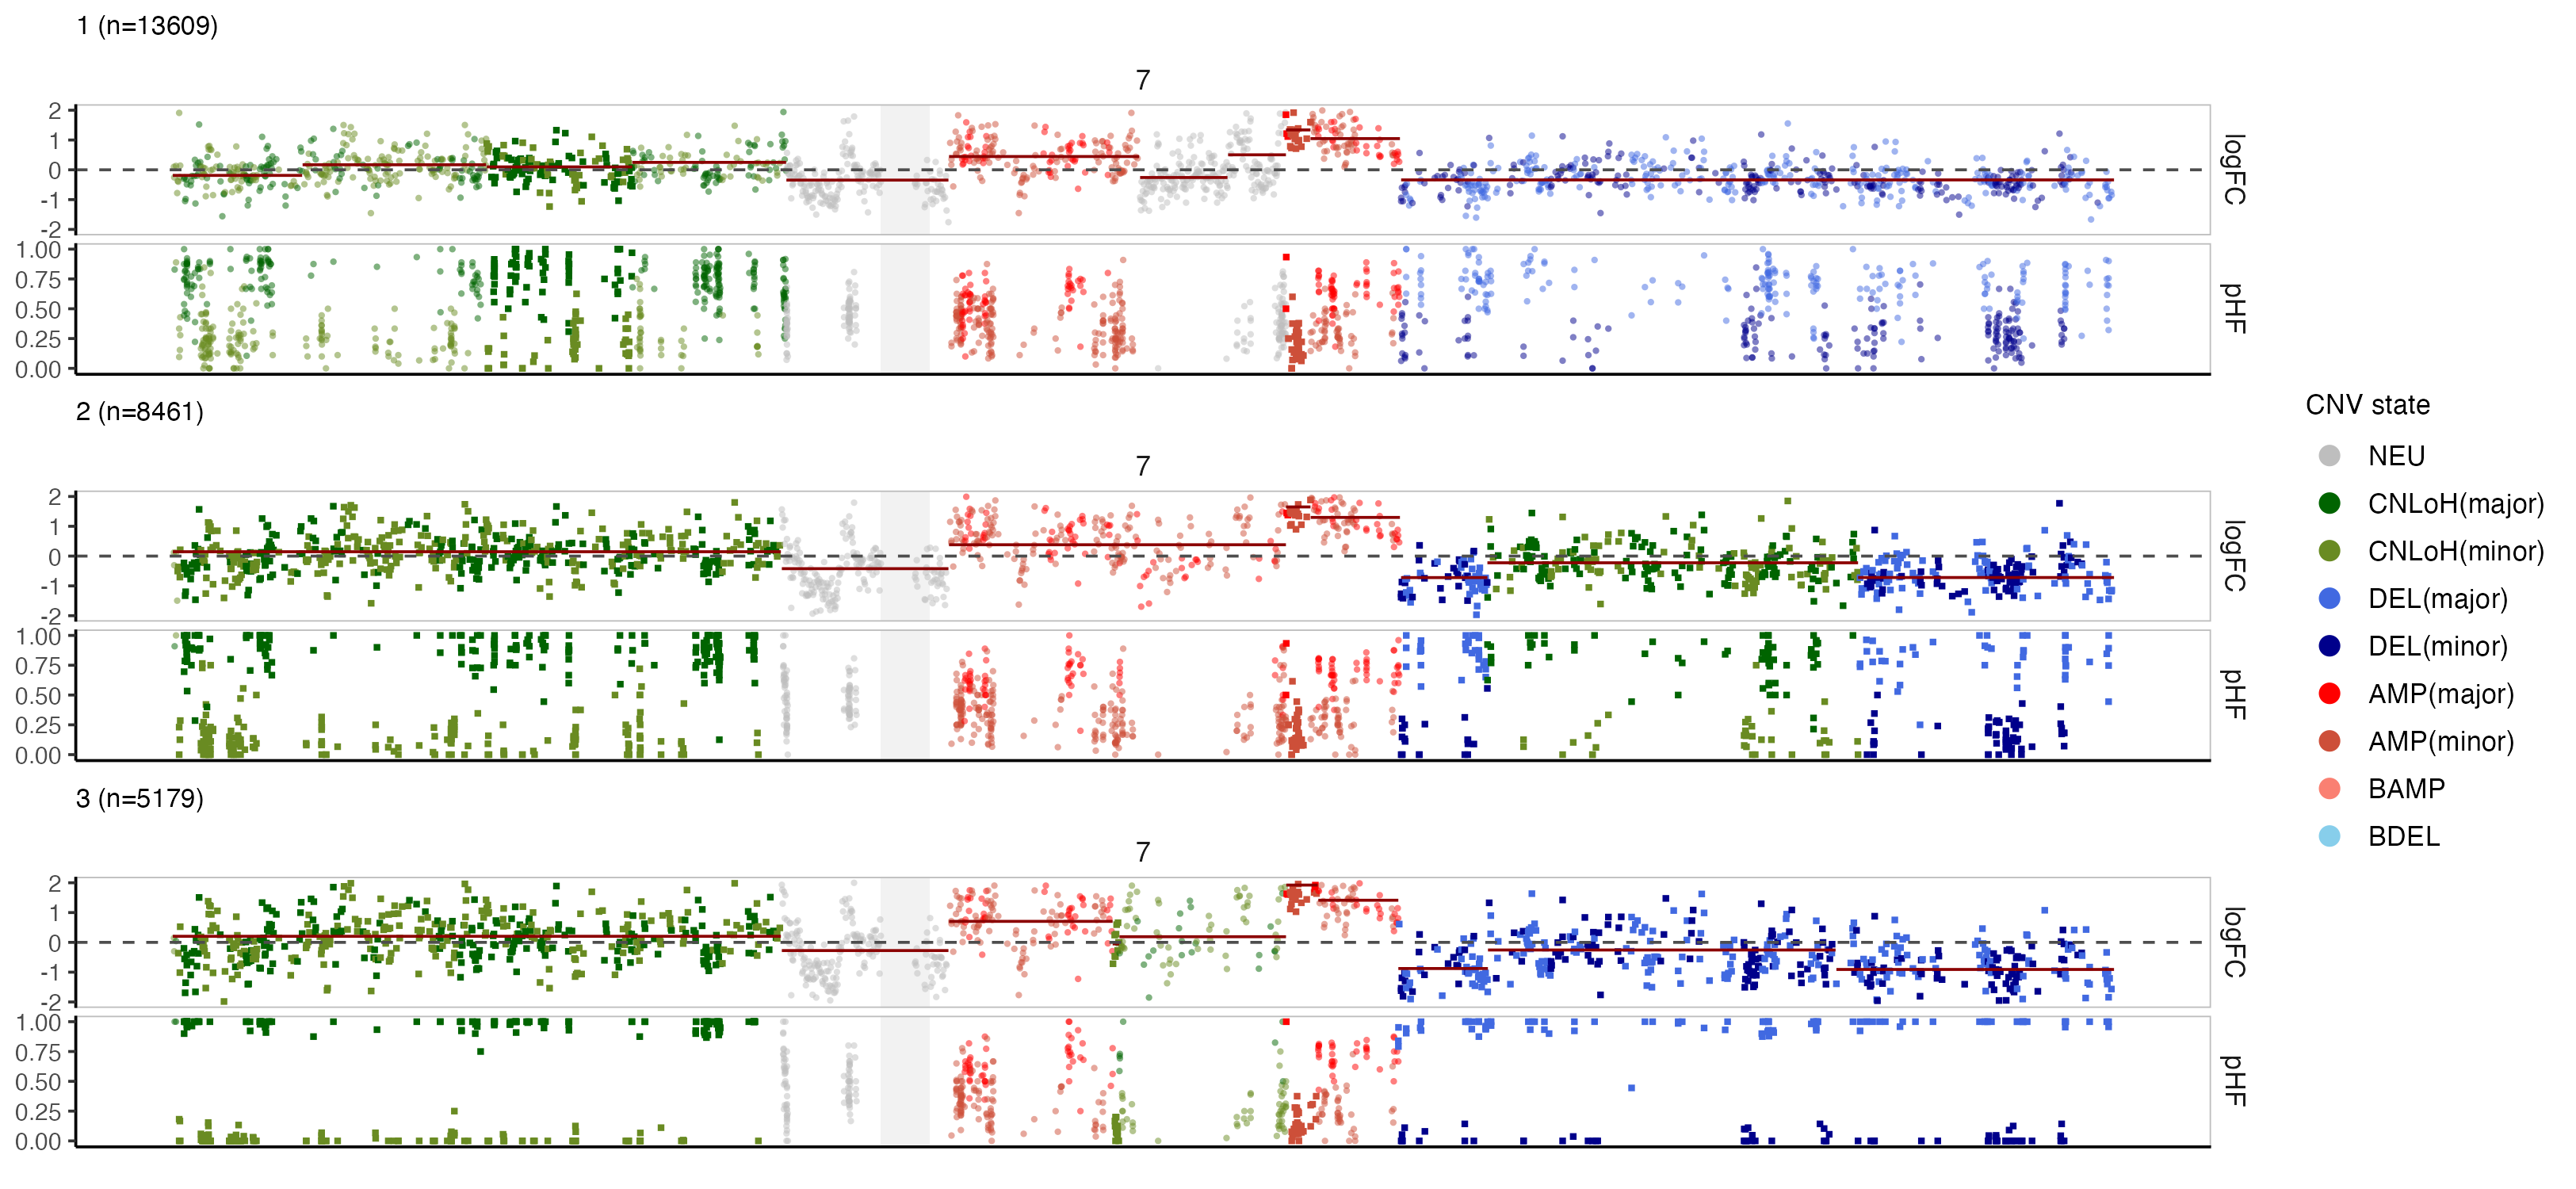 1 (n=13609)
7
2
1
0
-1
-2
logFC
1.00
0.75
0.50
0.25
0.00
pHF
2 (n=8461)
7
2
1
0
-1
-2
logFC
1.00
0.75
0.50
0.25
0.00
pHF
3 (n=5179)
7
2
1
0
-1
-2
logFC
1.00
0.75
0.50
0.25
0.00
pHF
CNV state
NEU
CNLoH(major)
CNLoH(minor)
DEL(major)
DEL(minor)
AMP(major)
AMP(minor)
BAMP
BDEL